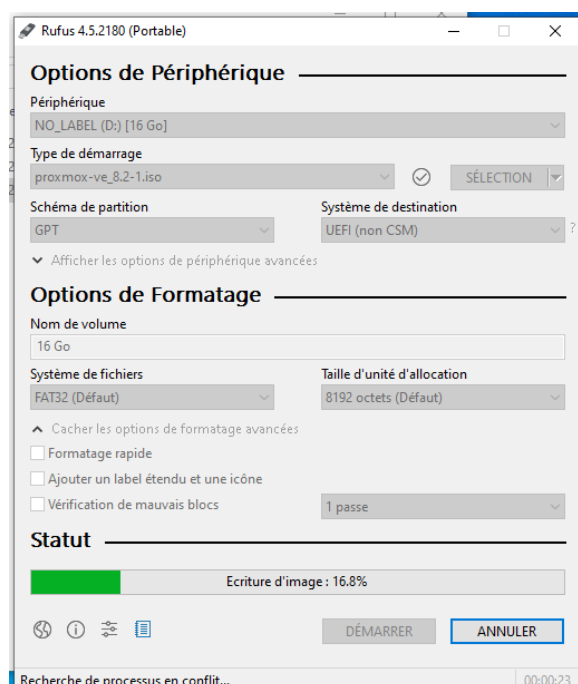 Rufus 4.5.2180 (Portable)
Options de Périphérique
Périphérique
NO_LABEL (D:) [16 Go]
Type de démarrage
proxmox-ve_8.2-1.iso
SÉLECTION
Schéma de partition
Système de destination
GPT
UEFI (non CSM)
?
Afficher les options de périphérique avancées
Options de Formatage
Nom de volume
16 Go
Système de fichiers
Taille d'unité d'allocation
FAT32 (Défaut)
8192 octets (Défaut)
Cacher les options de formatage avancées
Formatage rapide
Ajouter un label étendu et une icône
Vérification de mauvais blocs
1 passe
Statut
Ecriture d'image : 16.8%
DÉMARRER
ANNULER
Recherche de processus en conflit...
00:00:23